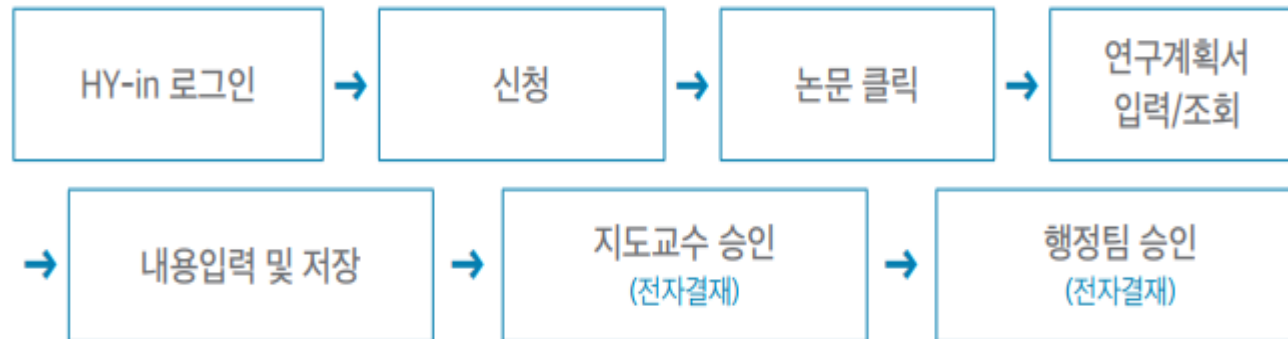 HY-in 로그인
→
신청
→
논문 클릭
→
연구계획서
입력/조회
→
내용입력 및 저장
→
지도교수 승인
(전자결재)
→
행정팀 승인
(전자결재)